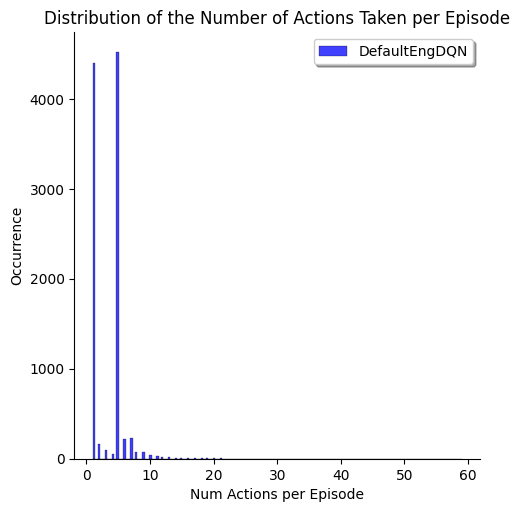 Distribution of the Number of Actions Taken per Episode
DefaultEngDQN
4000
3000
2000
1000
0
Occurrence
0 10 20 30 40 50 60
Num Actions per Episode